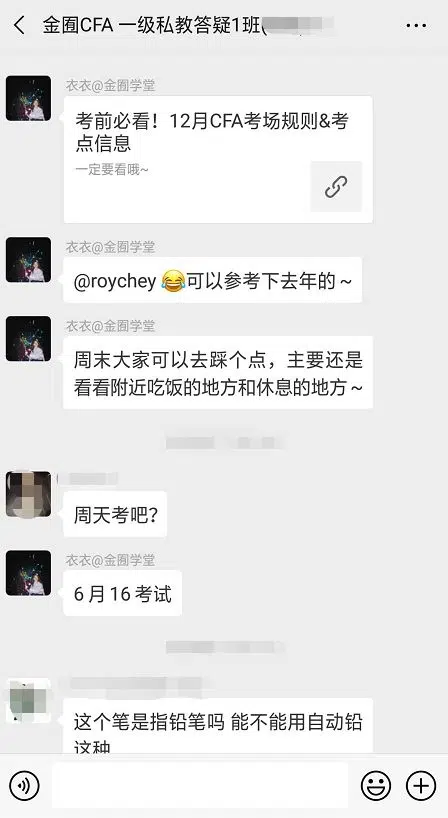 金囿CFA 一级私教答疑1班(
衣衣@金囿学堂
考前必看！12月CFA考场规则&考
点信息
一定要看哦~
衣衣@金囿学堂
@roychey 😂可以参考下去年的~
衣衣@金囿学堂
周末大家可以去踩个点，主要还是
看看附近吃饭的地方和休息的地方~
周天考吧？
衣衣@金囿学堂
6月16考试
这个笔是指铅笔吗 能不能用自动铅
这种